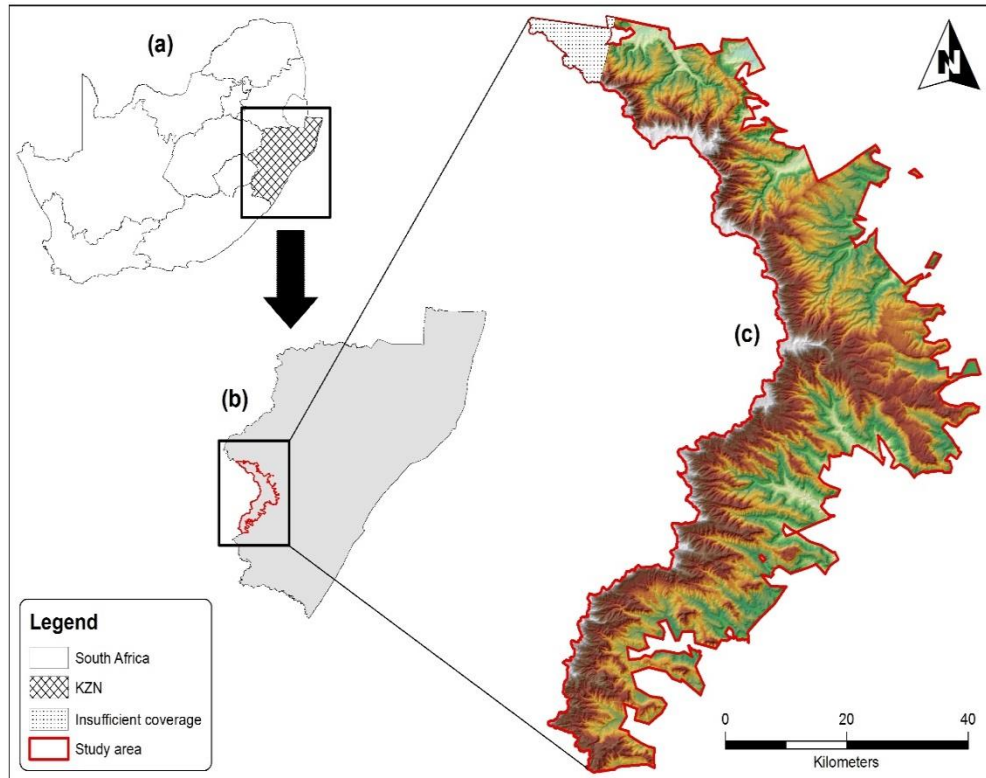 (a)
N
(b)
(c)
Legend
South Africa
KZN
Insufficient coverage
Study area
0 20 40
Kilometers